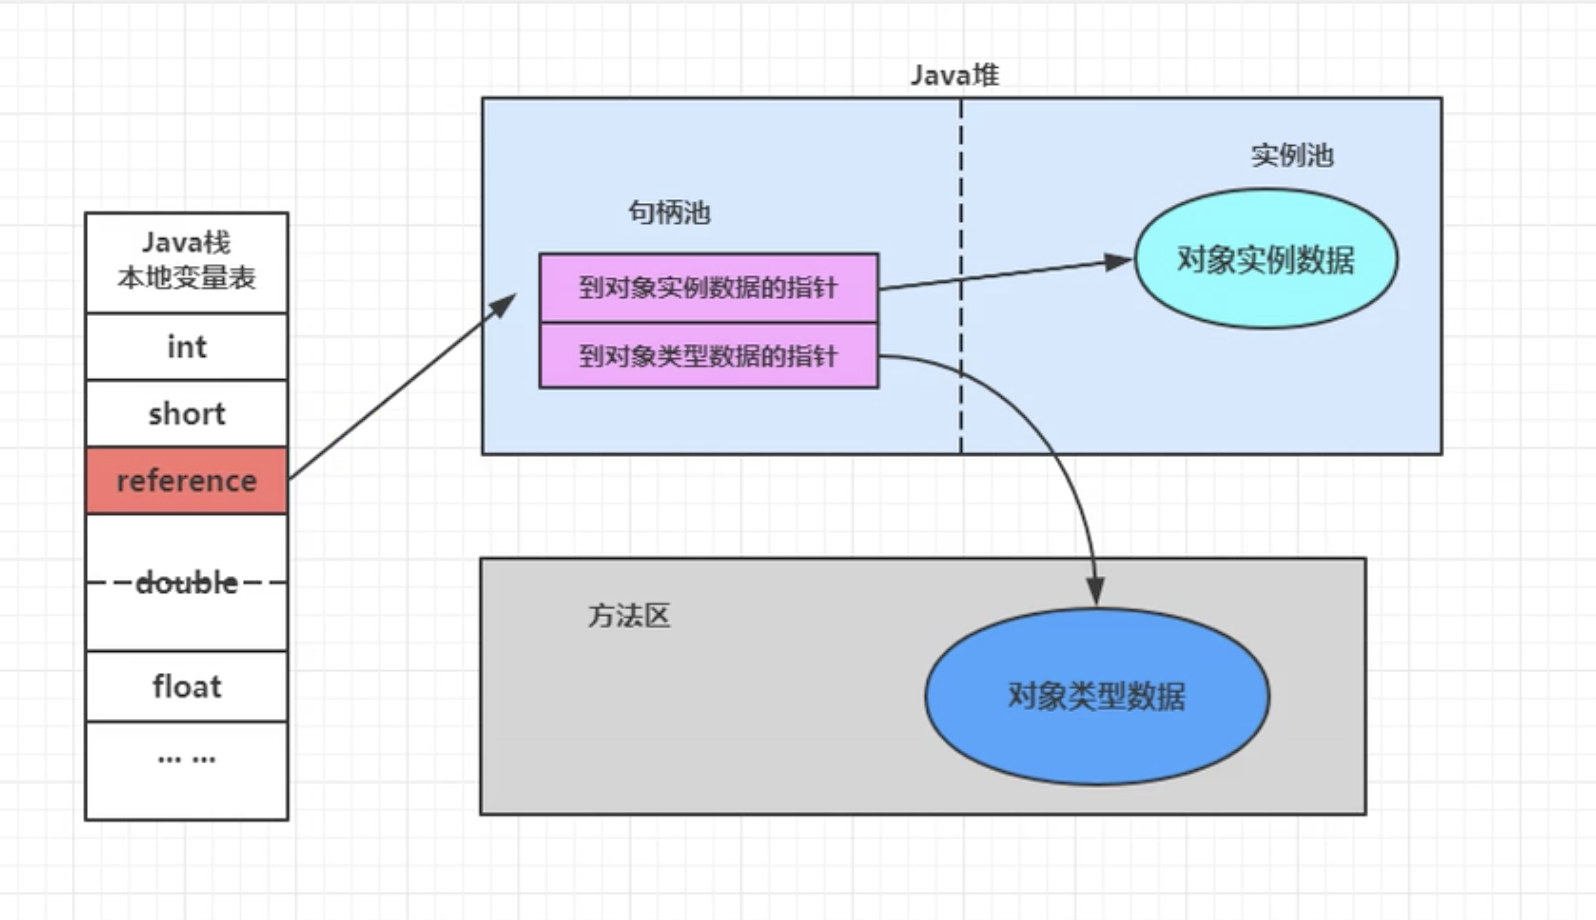 Java堆
实例池
句柄池
到对象实例数据的指针
到对象类型数据的指针
对象实例数据
Java栈
本地变量表
int
short
reference
double
float
... ...
方法区
对象类型数据